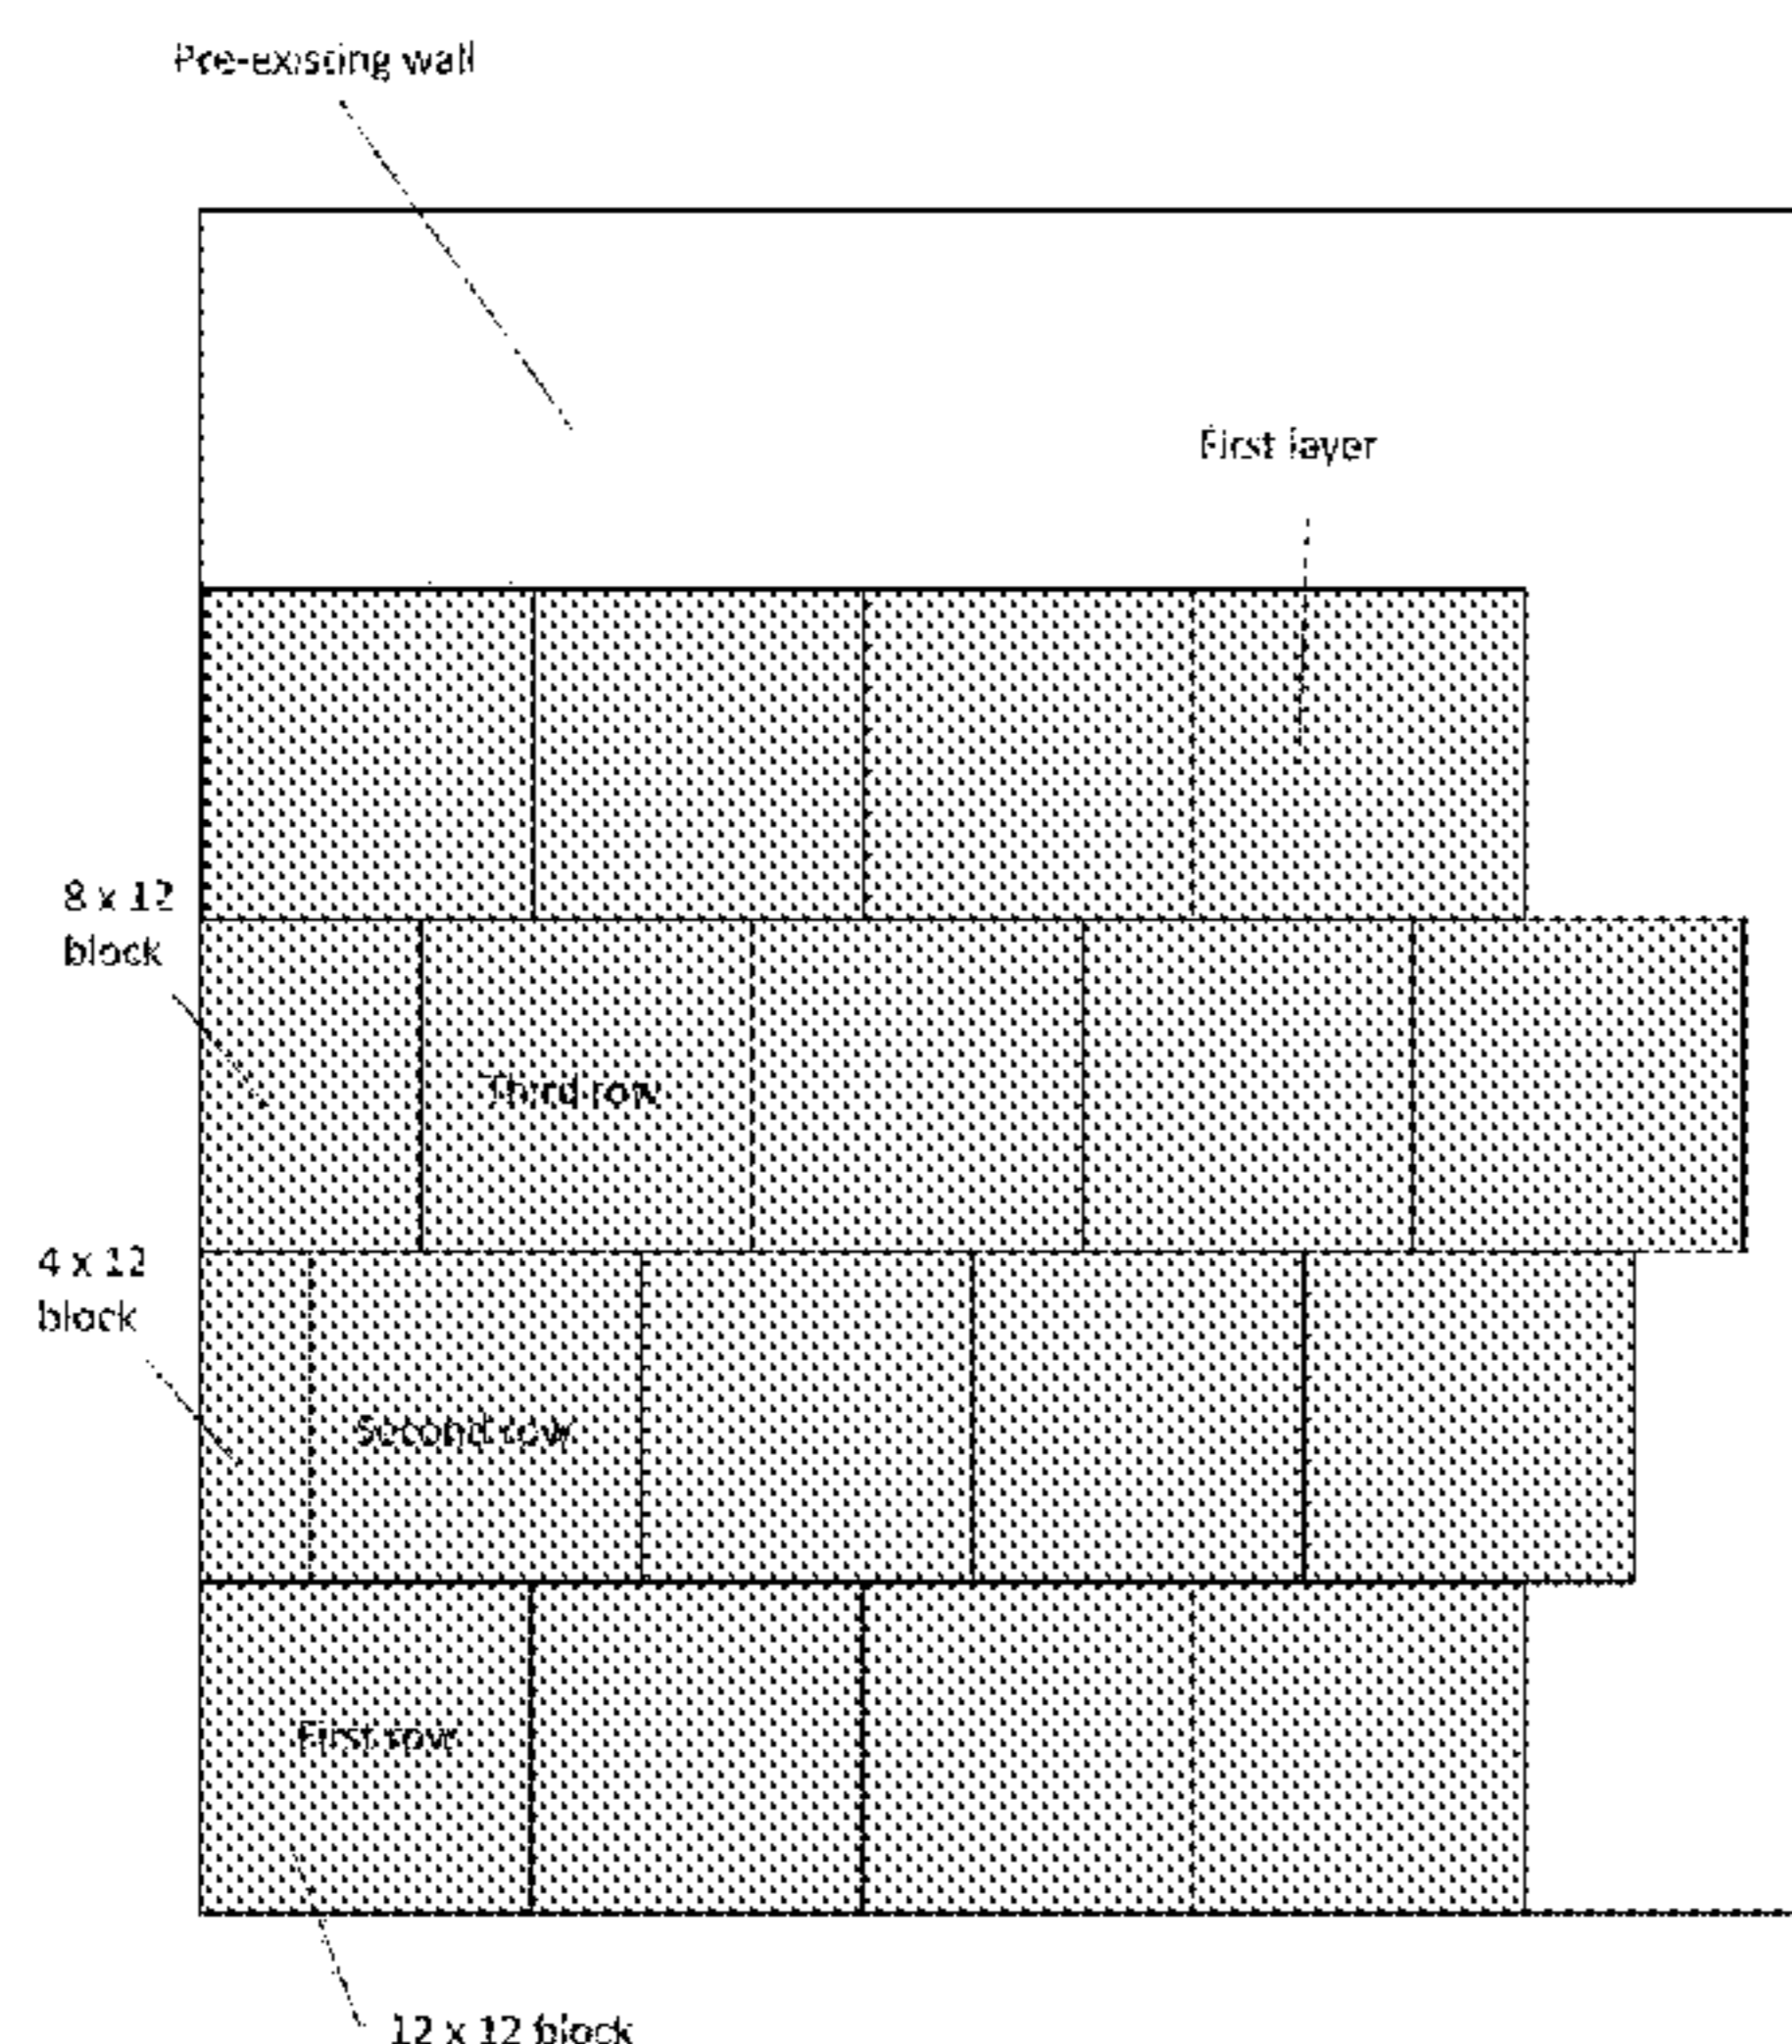 Pre-existing wall
First layer
8 x 12
block
Third row
4 x 12
block
Second row
First row
12 x 12 block